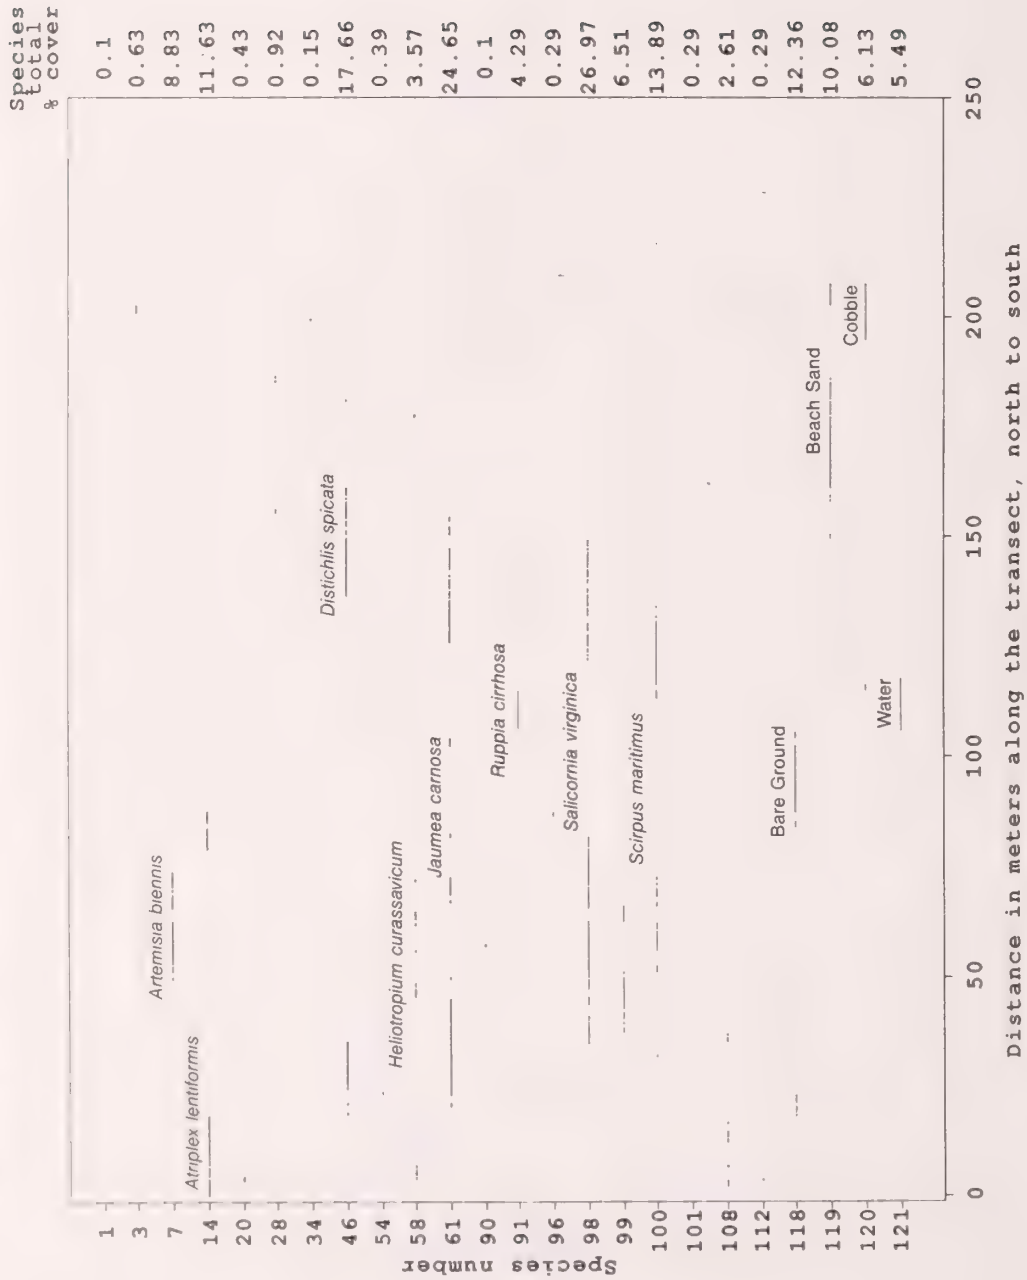 Species
total
% cover
1 0.1
3 0.63
7 Artemisia biennis 8.83
14 Atriplex lentiformis 11.63
20 0.43
28 0.92
34 0.15
46 Distichlis spicata 17.66
54 0.39
58 Heliotropium curassavicum 3.57
61 Jaumea carnosa 24.65
90 0.1
91 Ruppia cirrhosa 4.29
96 0.29
98 Salicornia virginica 26.97
99 6.51
100 Scirpus maritimus 13.89
101 0.29
108 2.61
112 0.29
118 Bare Ground 12.36
119 Beach Sand 10.08
120 Cobble 6.13
121 Water 5.49
Species number
0 50 100 150 200 250
Distance in meters along the transect, north to south